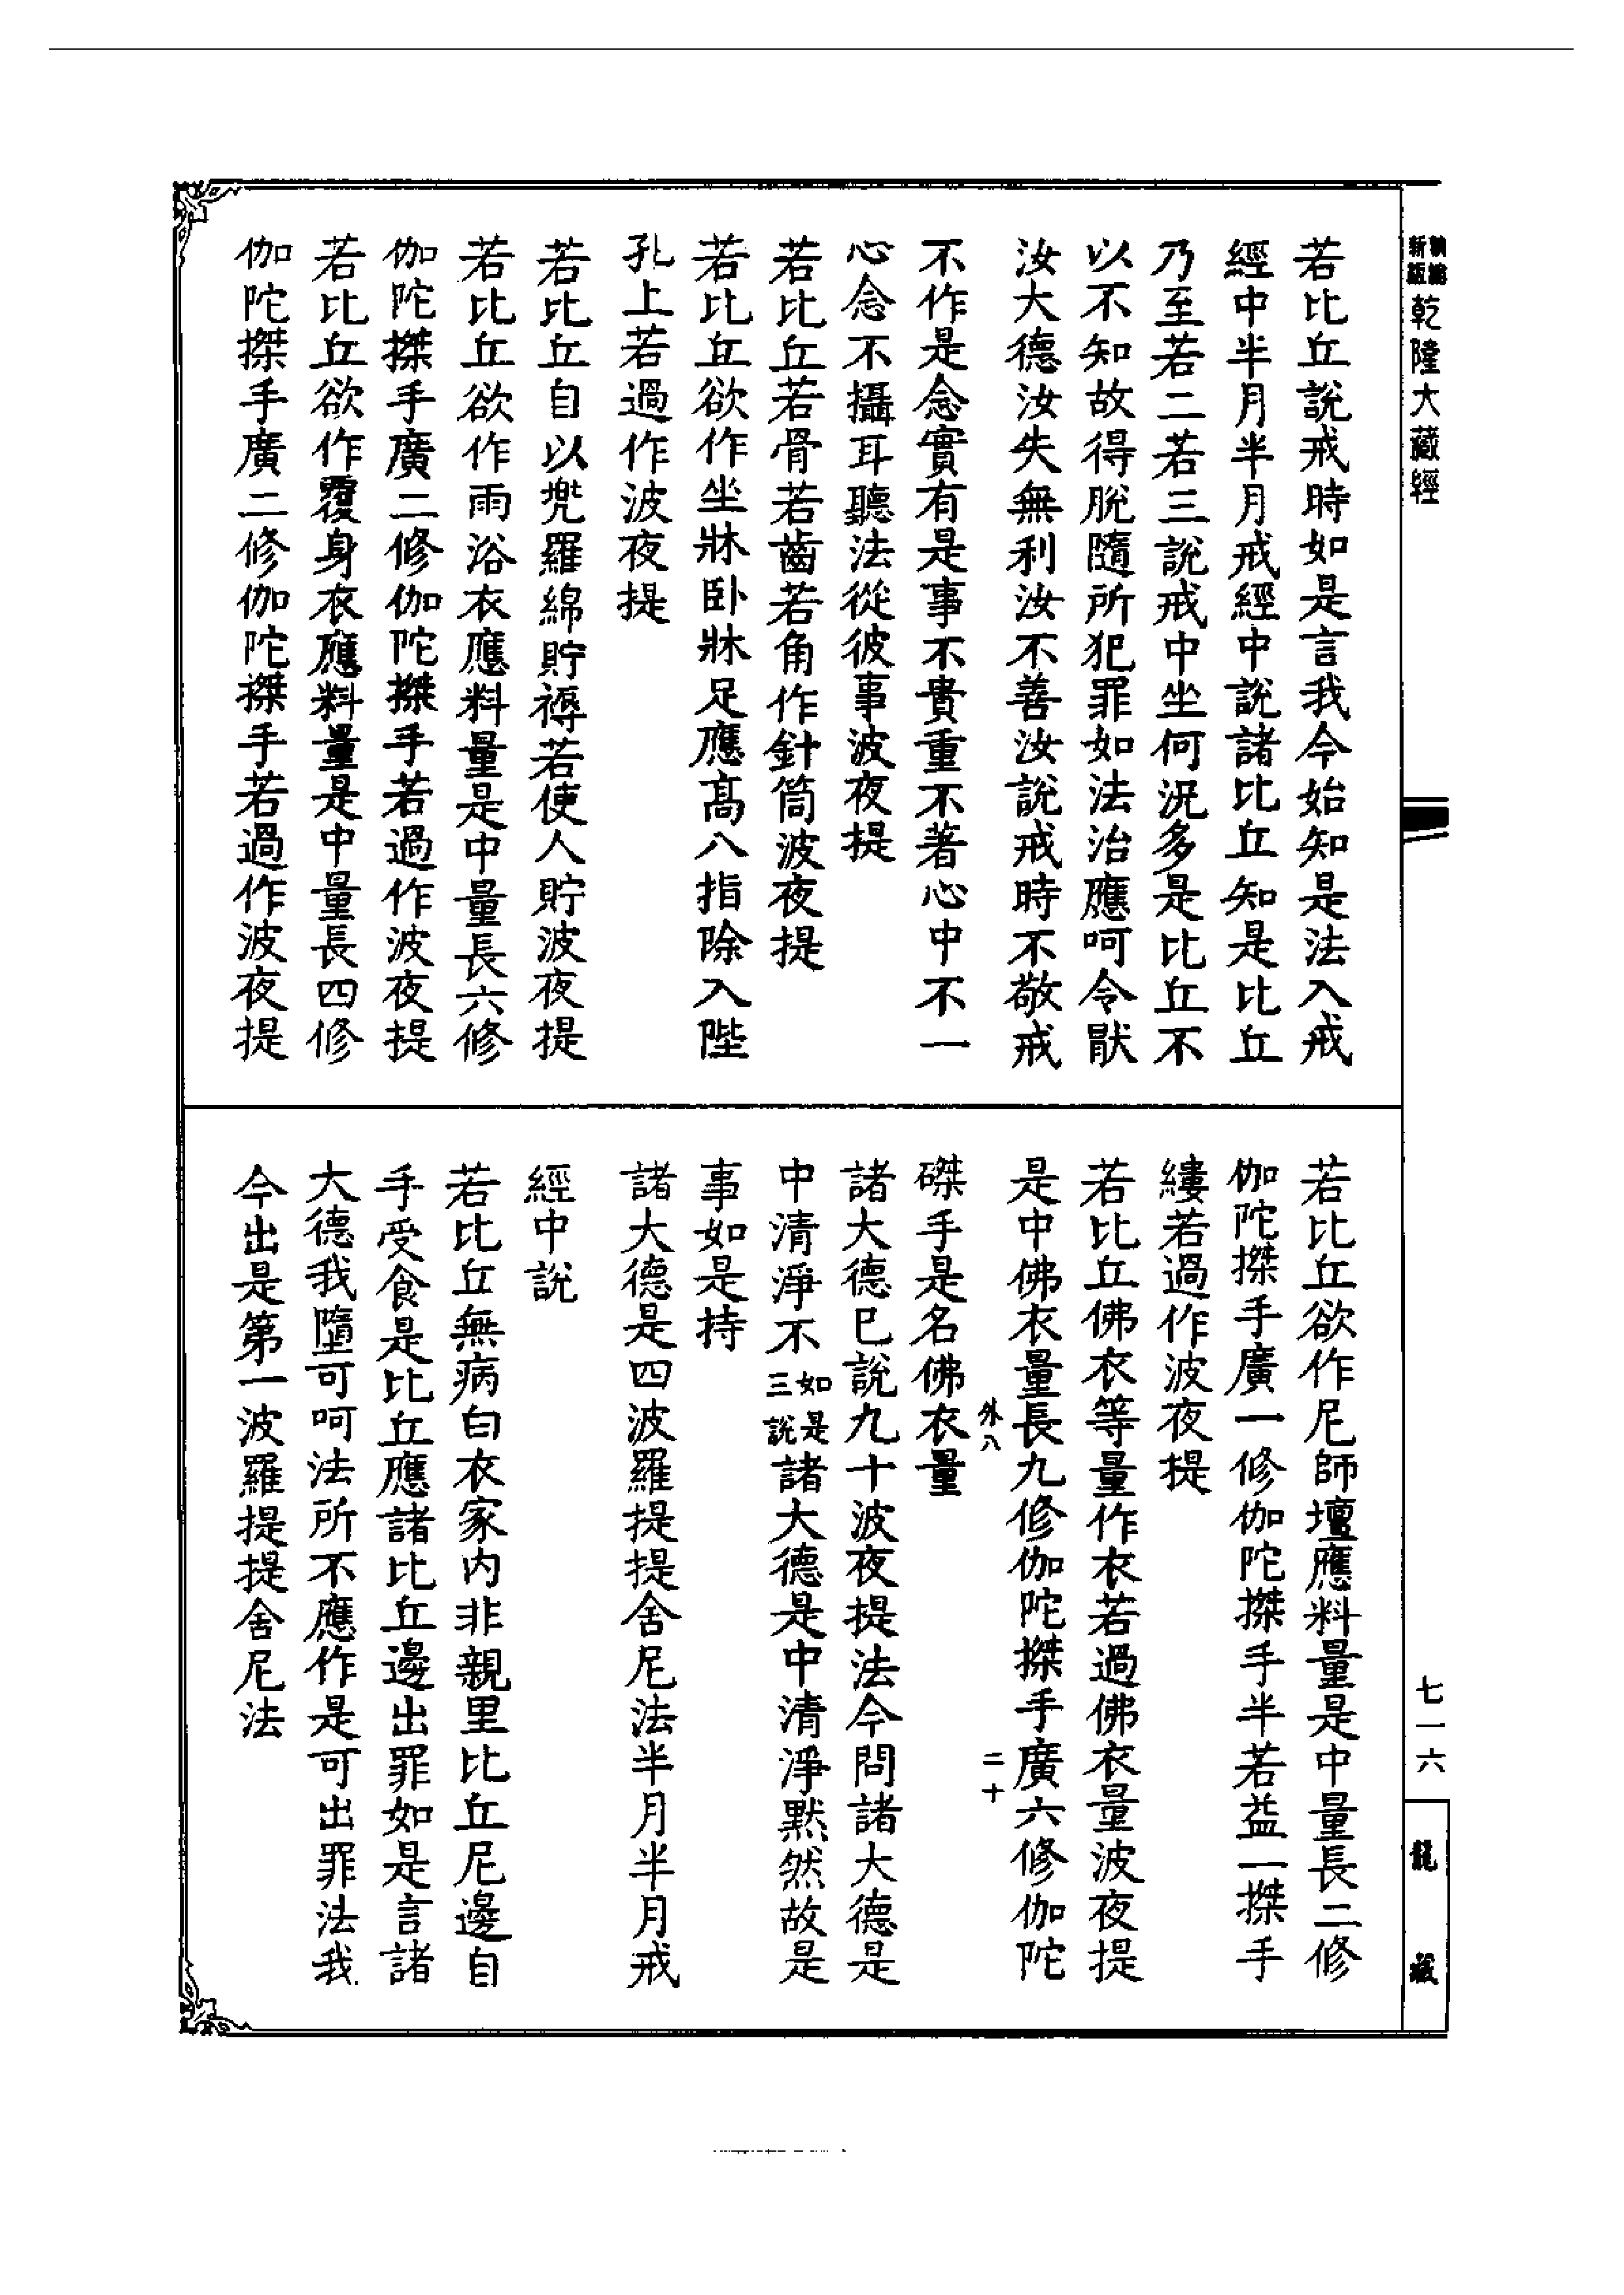 新編新版乾隆大藏經
若比丘說戒時如是言我今始知是法入戒
經中半月半月戒經中說諸比丘知是比丘
乃至若二若三說戒中坐何況多是比丘不
以不知故得脫隨所犯罪如法治應呵令猒
汝大德汝失無利汝不善汝說戒時不敬戒
不作是念實有是事不貴重不著心中不一
心念不攝耳聽法從彼事波夜提
若比丘若骨若齒若角作針筒波夜提
若比丘欲作坐牀卧牀足應高八指除入陛
孔上若過作波夜提
若比丘自以兜羅綿貯褥若使人貯波夜提
若比丘欲作雨浴衣應料量是中量長六修
伽陀搩手廣二修伽陀搩手若過作波夜提
若比丘欲作覆身衣應料量是中量長四修
伽陀搩手廣二修伽陀搩手若過作波夜提
若比丘欲作尼師壇應料量是中量長二修
伽陀搩手廣一修伽陀搩手半若益一搩手
縷若過作波夜提
若比丘佛衣等量作衣若過佛衣量波夜提
是中佛衣量長九修伽陀搩手廣六修伽陀
外八 二十
磔手是名佛衣量
諸大德已說九十波夜提法今問諸大德是
中清淨不如是三說諸大德是中清淨默然故是
事如是持
諸大德是四波羅提提舍尼法半月半月戒
經中說
若比丘無病白衣家內非親里比丘尼邊自
手受食是比丘應諸比丘邊出罪如是言諸
大德我墮可呵法所不應作是可出罪法我
今出是第一波羅提提舍尼法
七一六
龍藏